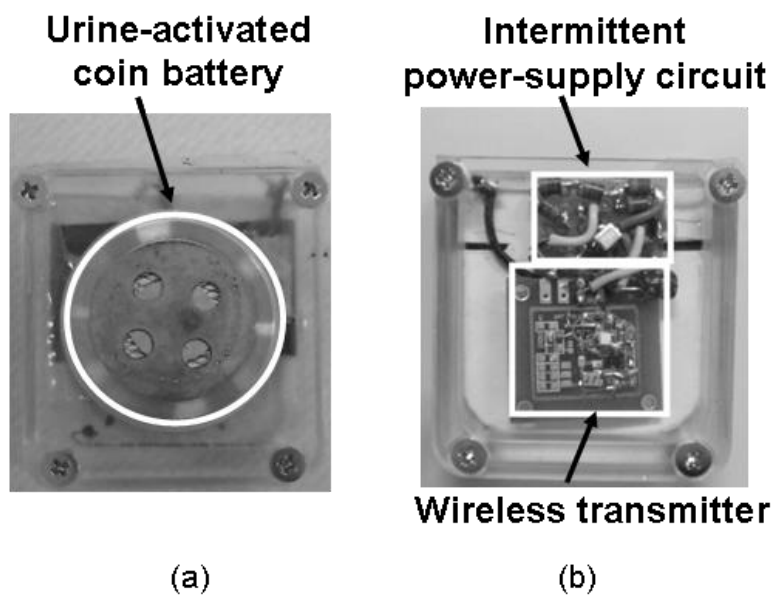 Urine-activated
coin battery
Intermittent
power-supply circuit
Wireless transmitter
(a)
(b)